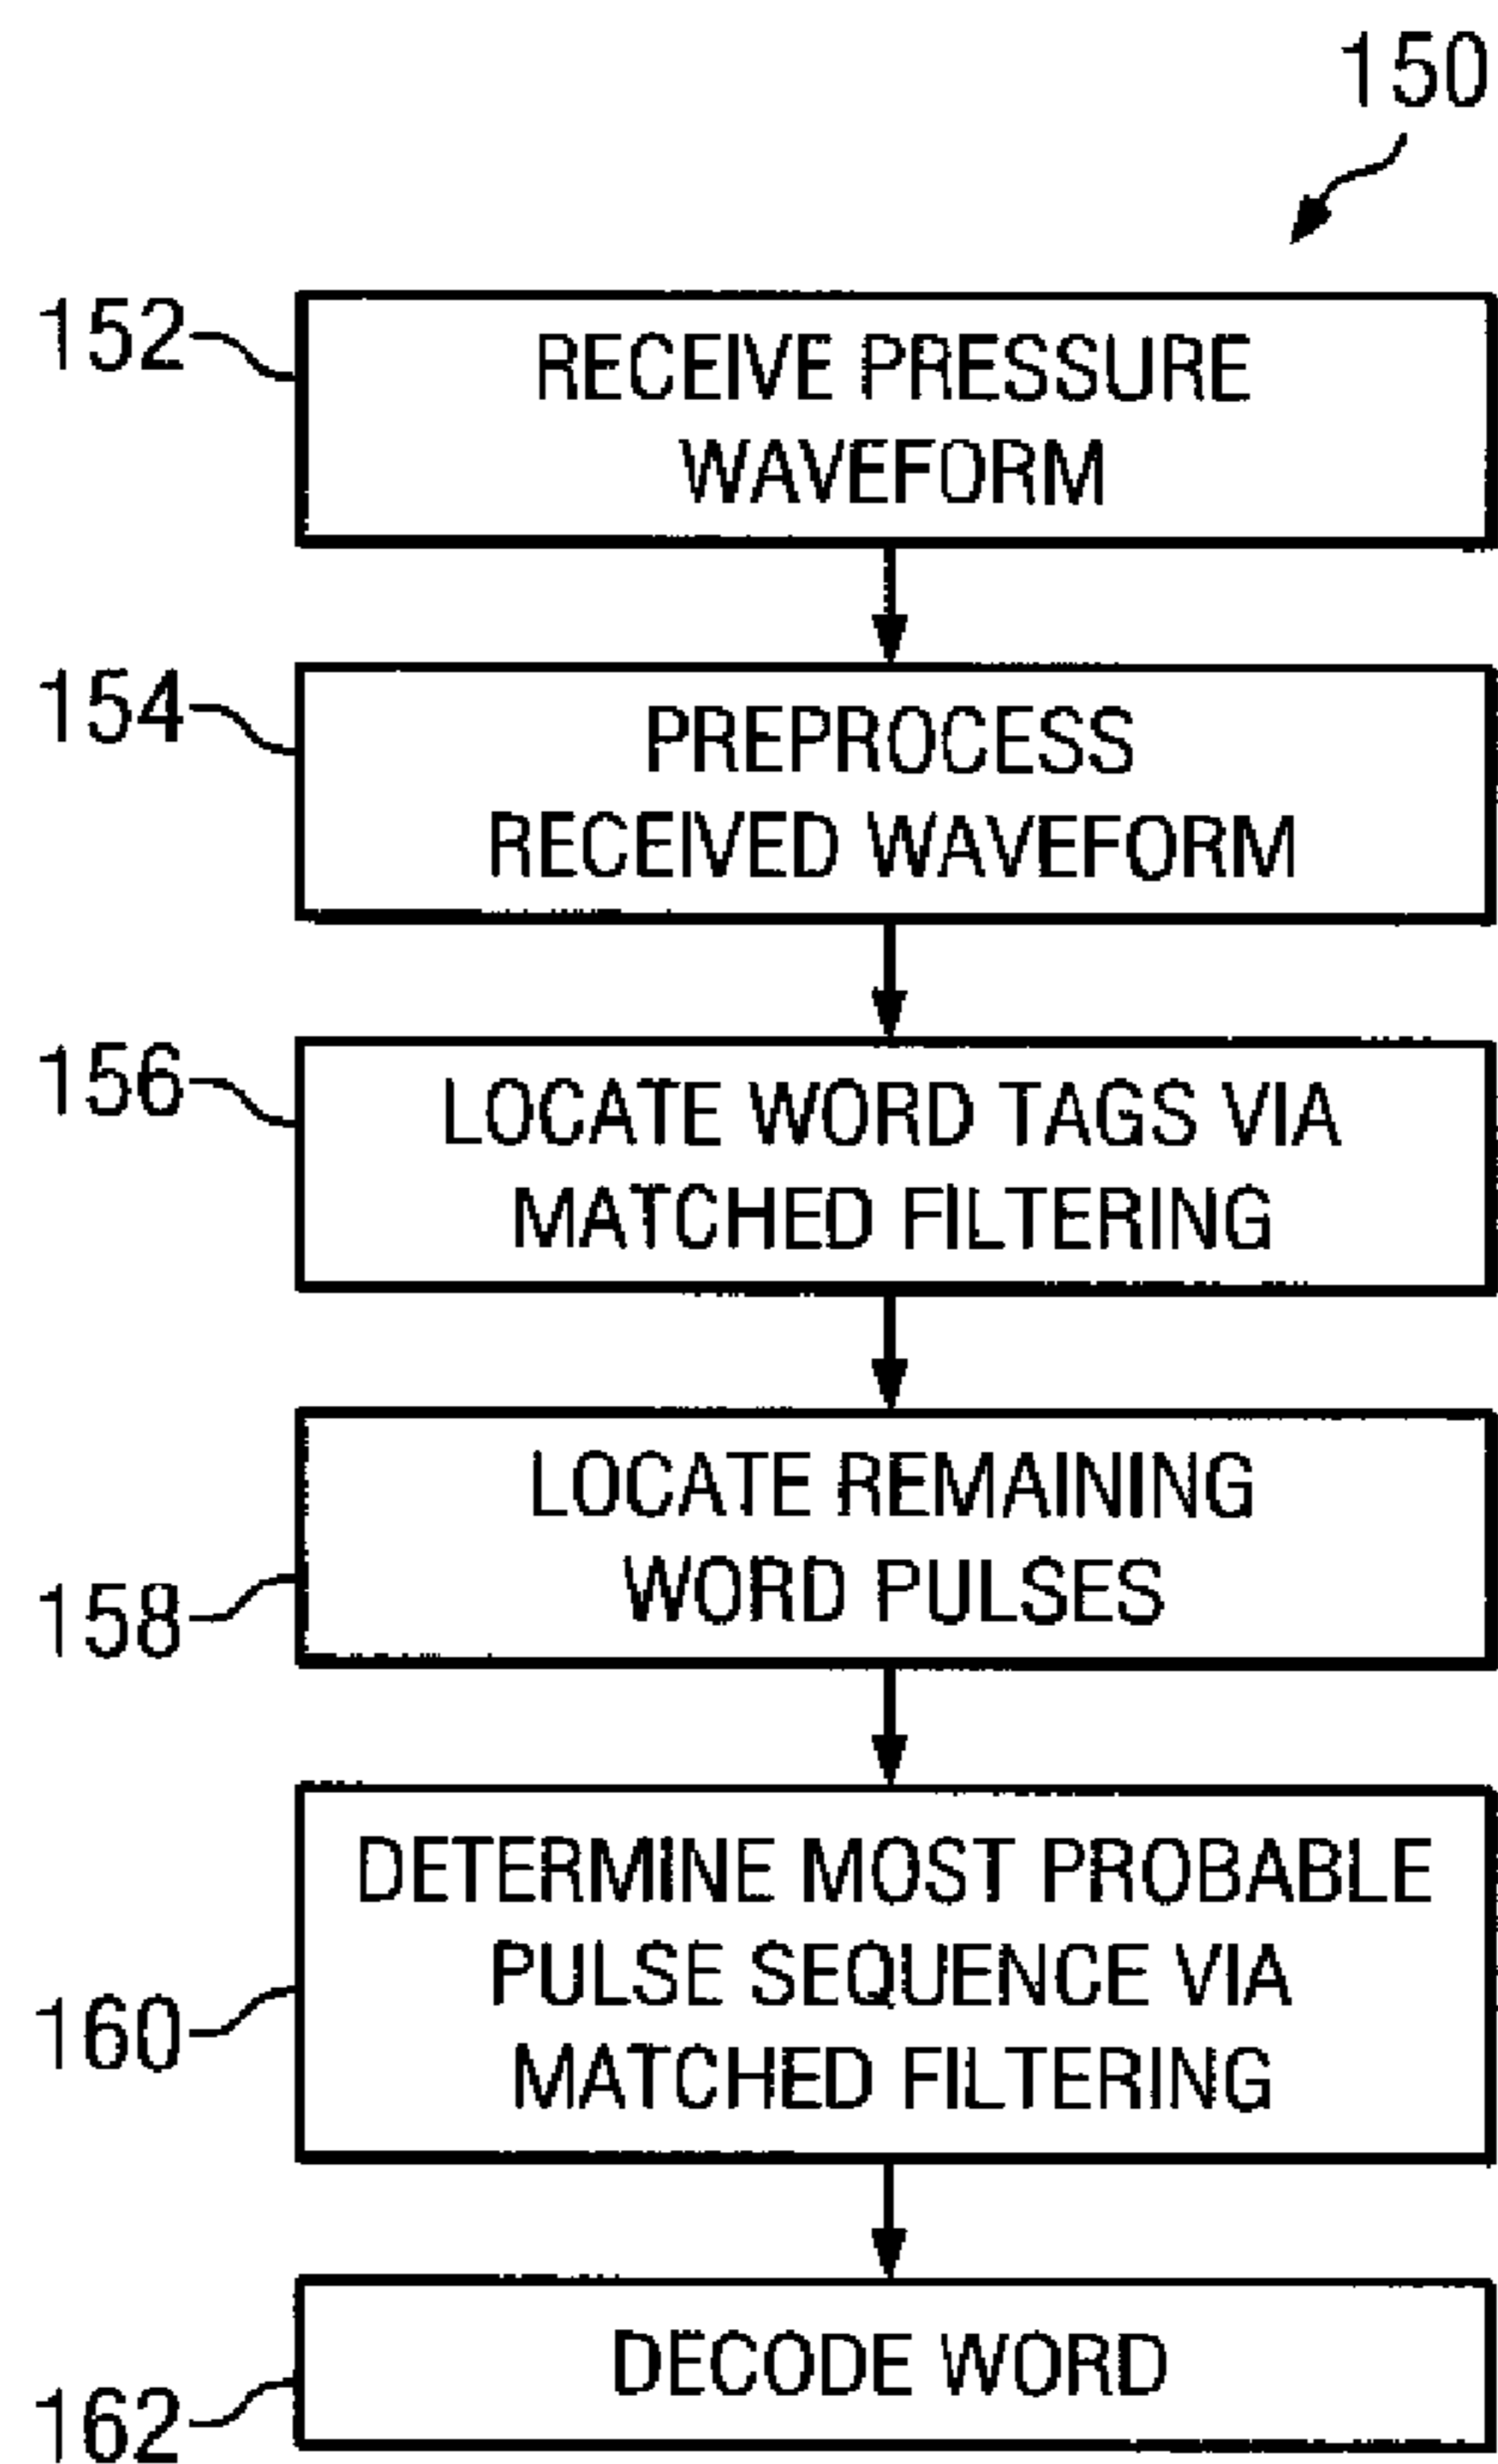 150
152
RECEIVE PRESSURE
WAVEFORM
154
PREPROCESS
RECEIVED WAVEFORM
156
LOCATE WORD TAGS VIA
MATCHED FILTERING
158
LOCATE REMAINING
WORD PULSES
160
DETERMINE MOST PROBABLE
PULSE SEQUENCE VIA
MATCHED FILTERING
162
DECODE WORD